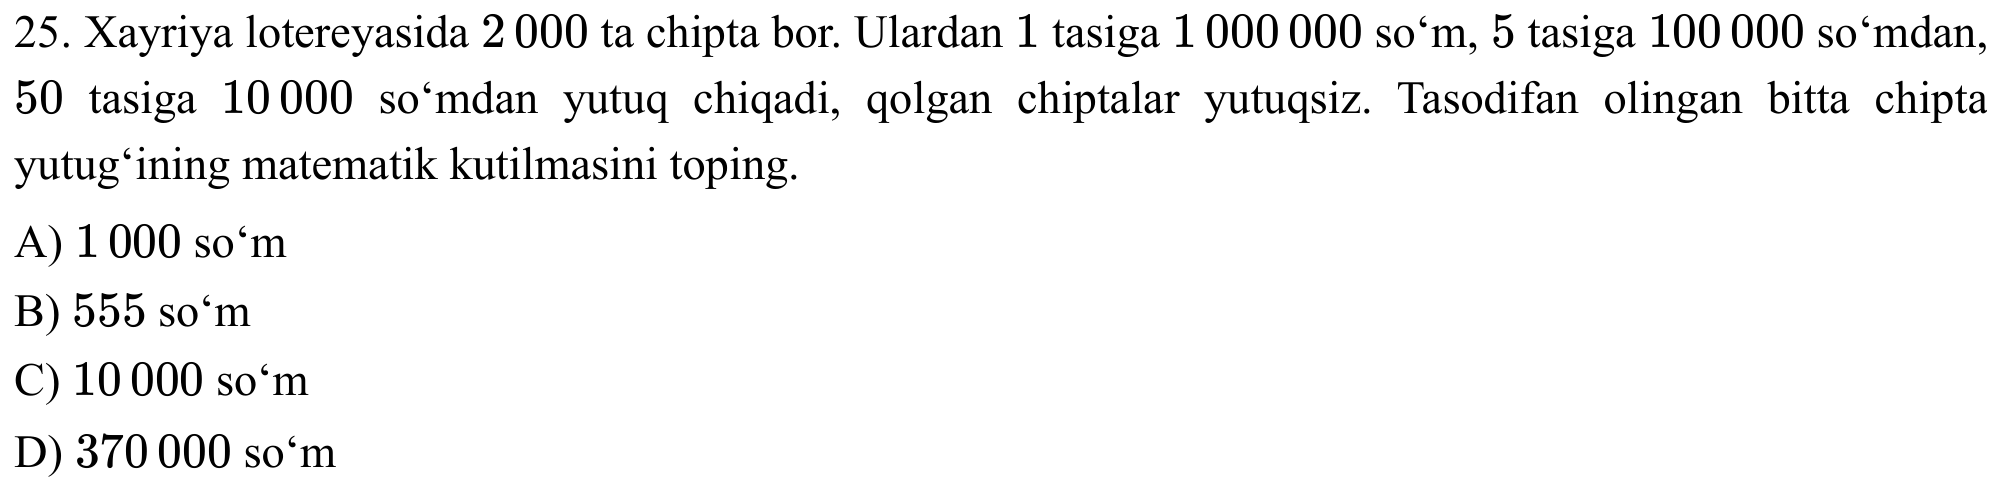 25. Xayriya lotereyasida 2 000 ta chipta bor. Ulardan 1 tasiga 1 000 000 so‘m, 5 tasiga 100 000 so‘mdan,
50 tasiga 10 000 so‘mdan yutuq chiqadi, qolgan chiptalar yutuqsiz. Tasodifan olingan bitta chipta
yutug‘ining matematik kutilmasini toping.
A) 1 000 so‘m
B) 555 so‘m
C) 10 000 so‘m
D) 370 000 so‘m